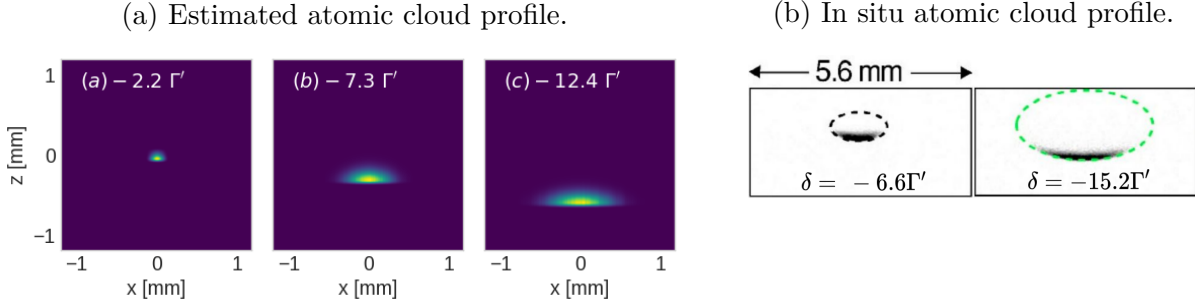 (a) Estimated atomic cloud profile.
(b) In situ atomic cloud profile.
(a) − 2.2 Γ′
(b) − 7.3 Γ′
(c) − 12.4 Γ′
z [mm]
1
0
−1
−1 0 1
x [mm]
−1 0 1
x [mm]
−1 0 1
x [mm]
5.6 mm
δ = − 6.6Γ′
δ = −15.2Γ′